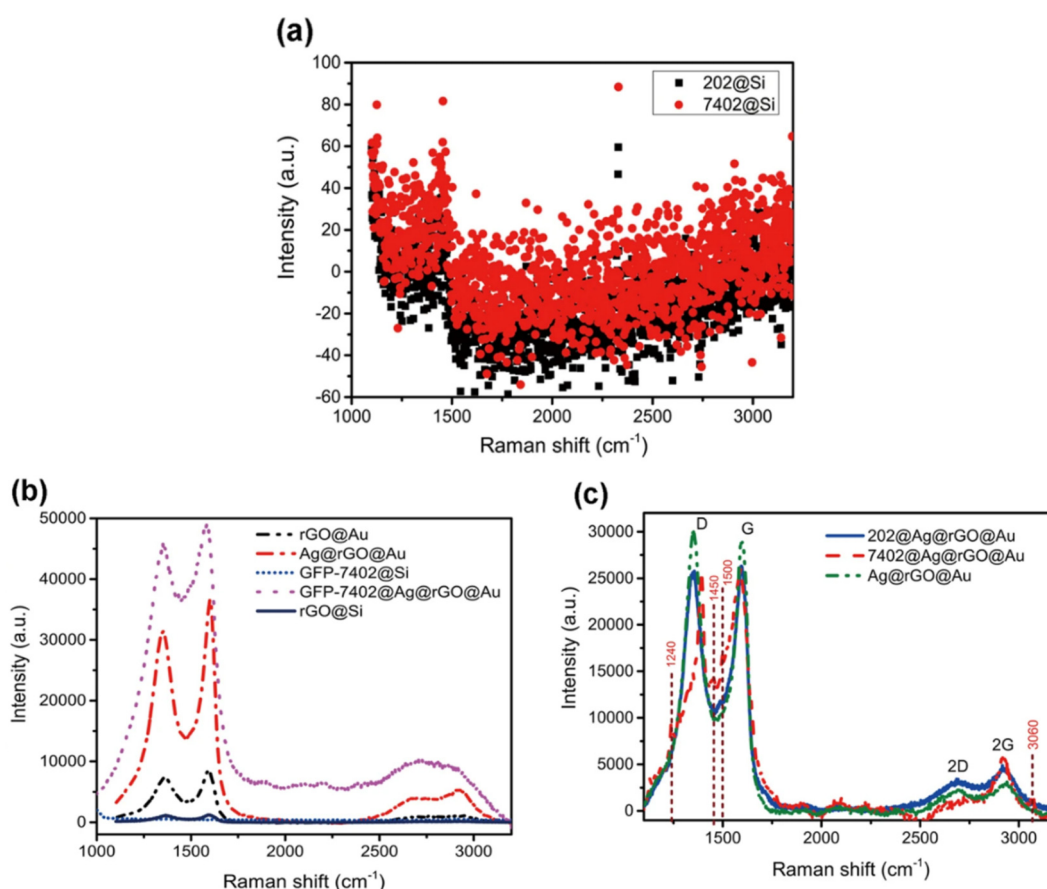 (a)
100
80
60
40
20
0
-20
-40
-60
Intensity (a.u.)
202@Si
7402@Si
1000 1500 2000 2500 3000
Raman shift (cm⁻¹)
(b)
50000
40000
30000
20000
10000
0
Intensity (a.u.)
rGO@Au
Ag@rGO@Au
GFP-7402@Si
GFP-7402@Ag@rGO@Au
rGO@Si
1000 1500 2000 2500 3000
Raman shift (cm⁻¹)
(c)
30000
25000
20000
15000
10000
5000
0
Intensity (a.u.)
D
G
202@Ag@rGO@Au
7402@Ag@rGO@Au
Ag@rGO@Au
1240
1450
1500
2D
2G
3060
1500 2000 2500 3000
Raman shift (cm⁻¹)